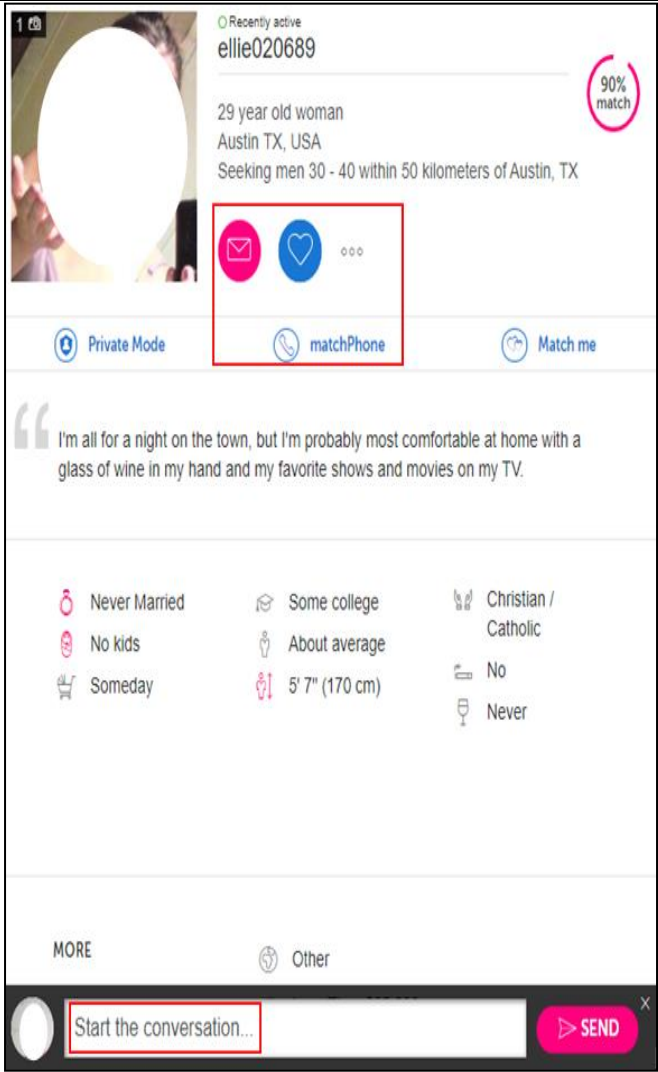 1
Recently active
ellie020689
90%
match
29 year old woman
Austin TX, USA
Seeking men 30 - 40 within 50 kilometers of Austin, TX
Private Mode
matchPhone
Match me
I'm all for a night on the town, but I'm probably most comfortable at home with a
glass of wine in my hand and my favorite shows and movies on my TV.
Never Married
No kids
Someday
Some college
About average
5' 7" (170 cm)
Christian /
Catholic
No
Never
MORE
Other
Start the conversation...
SEND
X